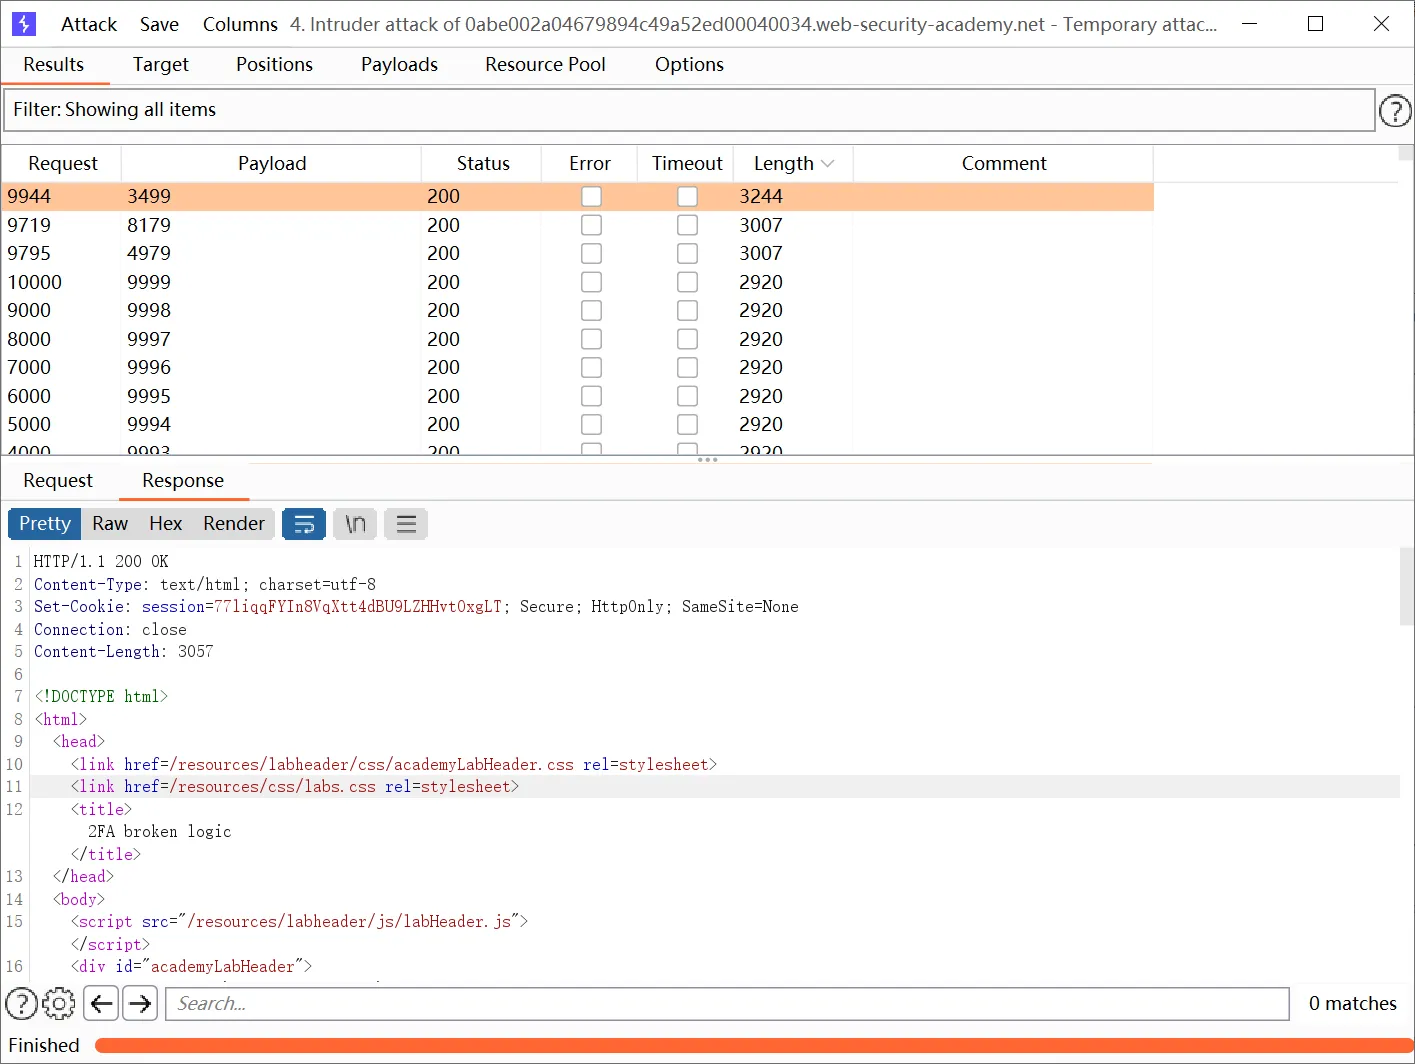 Attack Save Columns 4. Intruder attack of 0abe002a04679894c49a52ed00040034.web-security-academy.net - Temporary attac...
Results Target Positions Payloads Resource Pool Options
Filter: Showing all items
Request Payload Status Error Timeout Length Comment
9944 3499 200 3244
9719 8179 200 3007
9795 4979 200 3007
10000 9999 200 2920
9000 9998 200 2920
8000 9997 200 2920
7000 9996 200 2920
6000 9995 200 2920
5000 9994 200 2920
4000 9993 200 2920
Request Response
Pretty Raw Hex Render \n
1 HTTP/1.1 200 OK
2 Content-Type: text/html; charset=utf-8
3 Set-Cookie: session=77liqqFYIn8VqXtt4dBU9LZHHvtOxgLT; Secure; HttpOnly; SameSite=None
4 Connection: close
5 Content-Length: 3057
6
7 <!DOCTYPE html>
8 <html>
9 <head>
10 <link href=/resources/labheader/css/academyLabHeader.css rel=stylesheet>
11 <link href=/resources/css/labs.css rel=stylesheet>
12 <title>
2FA broken logic
</title>
13 </head>
14 <body>
15 <script src="/resources/labheader/js/labHeader.js">
</script>
16 <div id="academyLabHeader">
Search...
0 matches
Finished